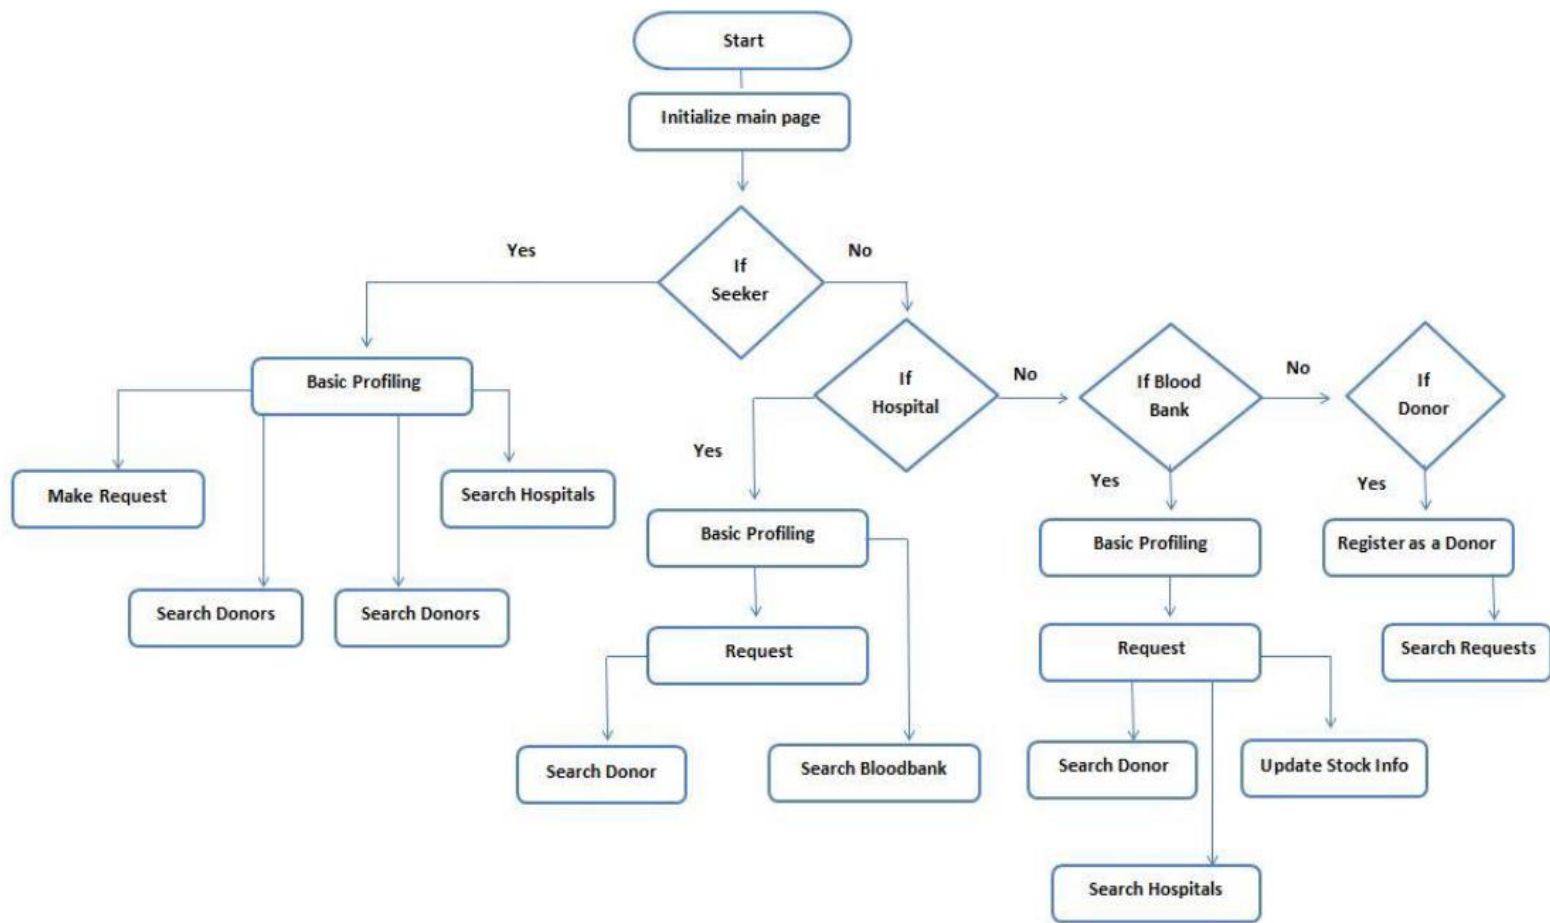 Start
Initialize main page
Yes
No
If
Seeker
Basic Profiling
If
Hospital
No
If Blood
Bank
No
If
Donor
Make Request
Search Hospitals
Yes
Yes
Yes
Basic Profiling
Basic Profiling
Register as a Donor
Search Donors
Search Donors
Request
Request
Search Requests
Search Donor
Search Bloodbank
Search Donor
Update Stock Info
Search Hospitals